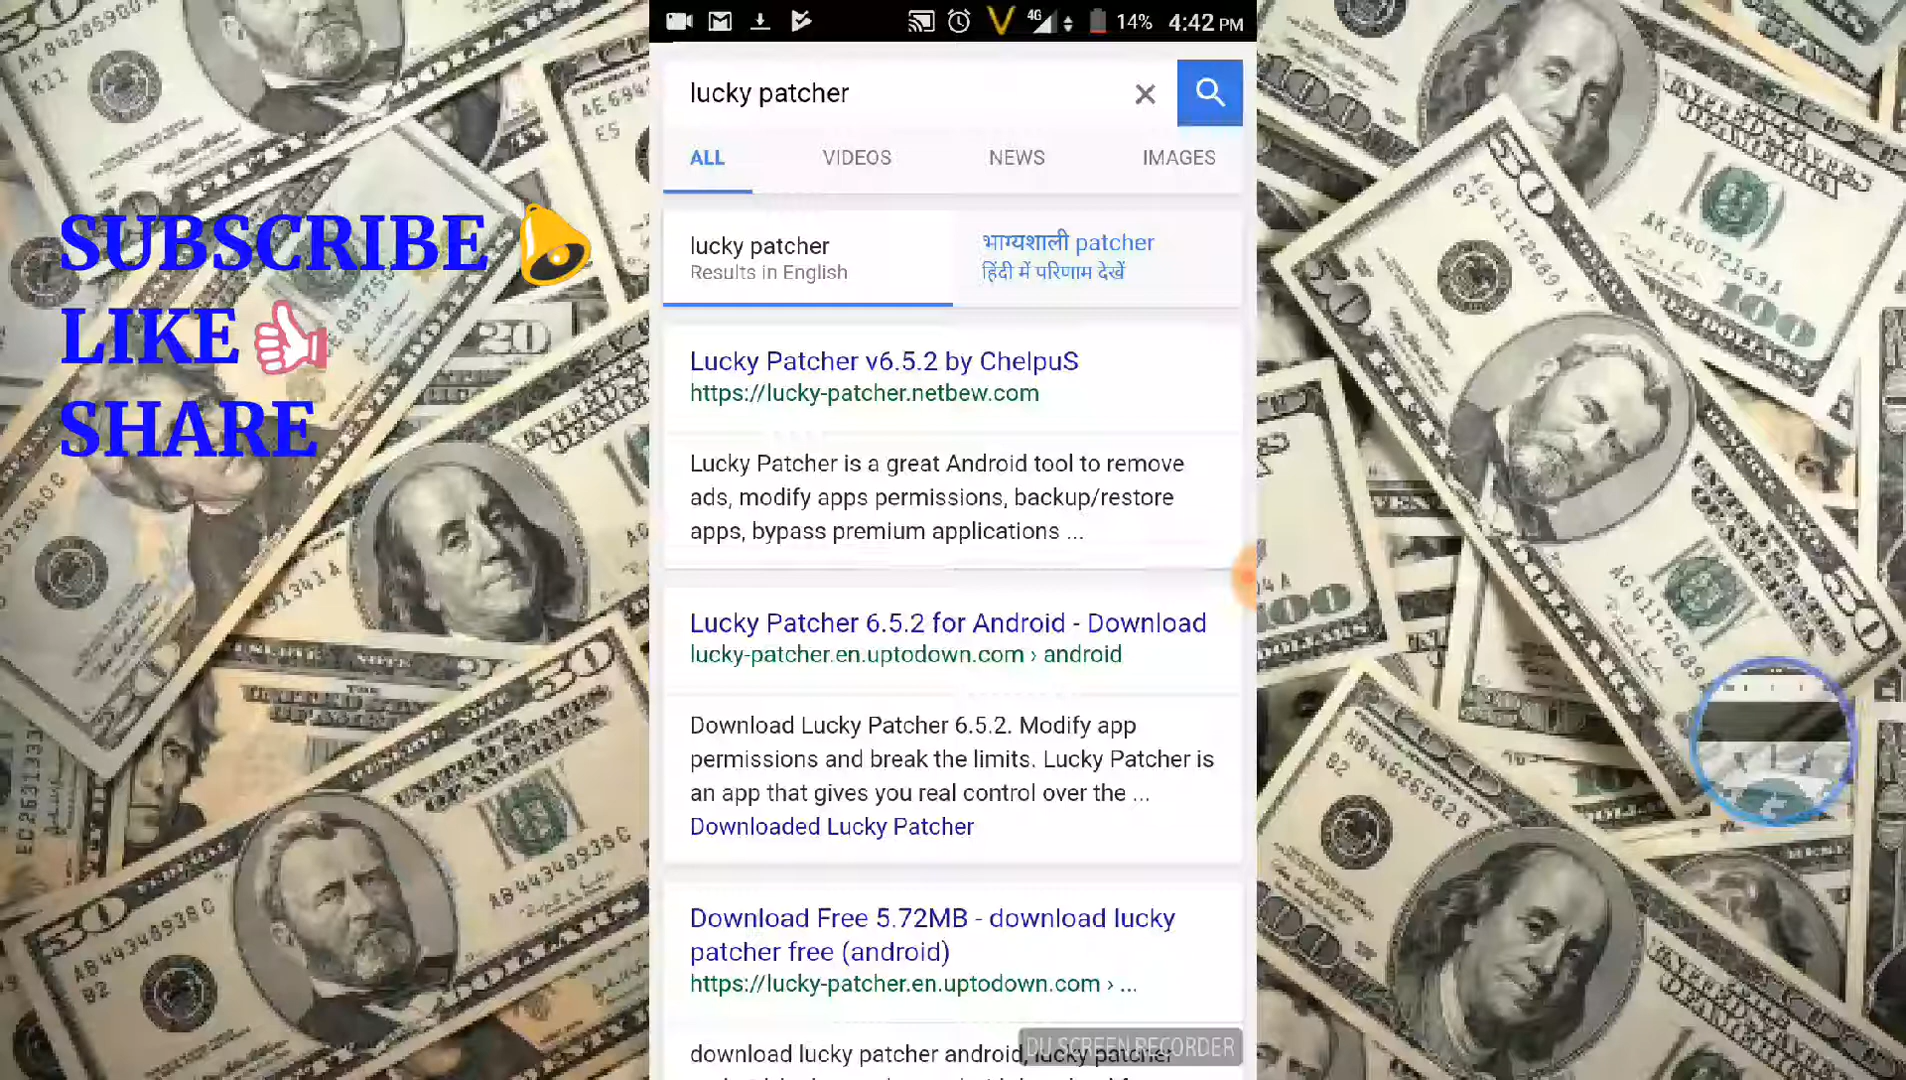 4G
14%
4:42 PM
lucky patcher
ALL
VIDEOS
NEWS
IMAGES
lucky patcher
Results in English
भाग्यशाली patcher
हिंदी में परिणाम देखें
SUBSCRIBE
LIKE
SHARE
Lucky Patcher v6.5.2 by ChelpuS
https://lucky-patcher.netbew.com
Lucky Patcher is a great Android tool to remove
ads, modify apps permissions, backup/restore
apps, bypass premium applications ...
Lucky Patcher 6.5.2 for Android - Download
lucky-patcher.en.uptodown.com › android
Download Lucky Patcher 6.5.2. Modify app
permissions and break the limits. Lucky Patcher is
an app that gives you real control over the ...
Downloaded Lucky Patcher
Download Free 5.72MB - download lucky
patcher free (android)
https://lucky-patcher.en.uptodown.com › ...
download lucky patcher android, lucky patcher
DU SCREEN RECORDER